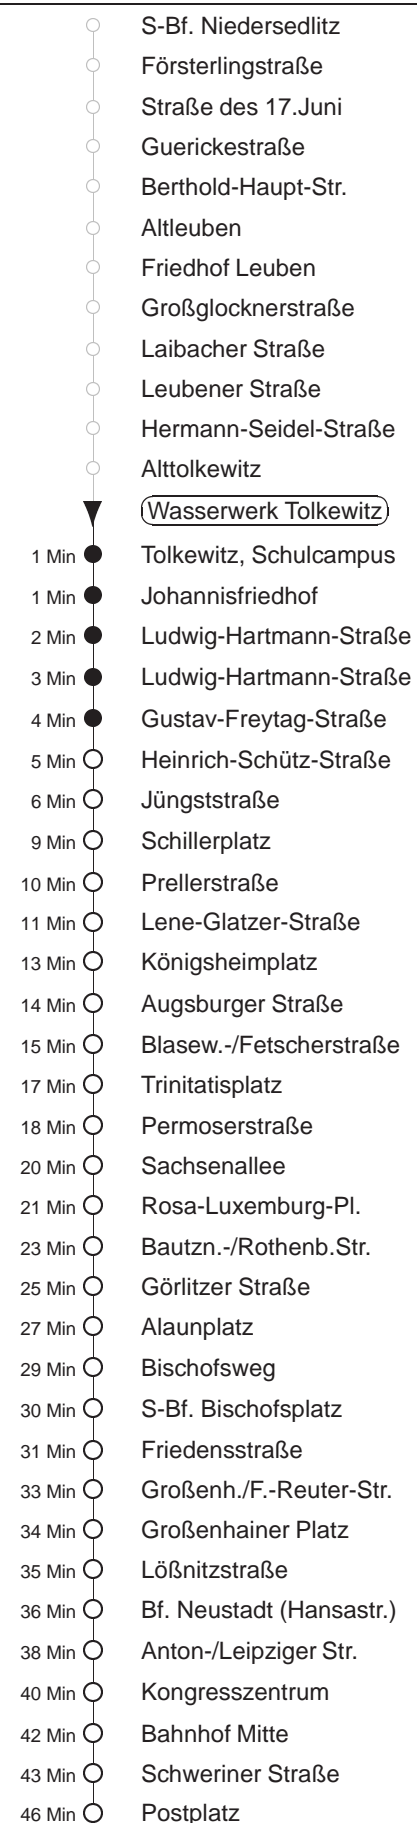 S-Bf. Niedersedlitz
Försterlingstraße
Straße des 17.Juni
Guerickestraße
Berthold-Haupt-Str.
Altleuben
Friedhof Leuben
Großglocknerstraße
Laibacher Straße
Leubener Straße
Hermann-Seidel-Straße
Alttolkewitz
Wasserwerk Tolkewitz
1 Min Tolkewitz, Schulcampus
1 Min Johannisfriedhof
2 Min Ludwig-Hartmann-Straße
3 Min Ludwig-Hartmann-Straße
4 Min Gustav-Freytag-Straße
5 Min Heinrich-Schütz-Straße
6 Min Jüngststraße
9 Min Schillerplatz
10 Min Prellerstraße
11 Min Lene-Glatzer-Straße
13 Min Königsheimplatz
14 Min Augsburger Straße
15 Min Blasew.-/Fetscherstraße
17 Min Trinitatisplatz
18 Min Permoserstraße
20 Min Sachsenallee
21 Min Rosa-Luxemburg-Pl.
23 Min Bautzn.-/Rothenb.Str.
25 Min Görlitzer Straße
27 Min Alaunplatz
29 Min Bischofsweg
30 Min S-Bf. Bischofsplatz
31 Min Friedensstraße
33 Min Großenh./F.-Reuter-Str.
34 Min Großenhainer Platz
35 Min Lößnitzstraße
36 Min Bf. Neustadt (Hansastr.)
38 Min Anton-/Leipziger Str.
40 Min Kongresszentrum
42 Min Bahnhof Mitte
43 Min Schweriner Straße
46 Min Postplatz